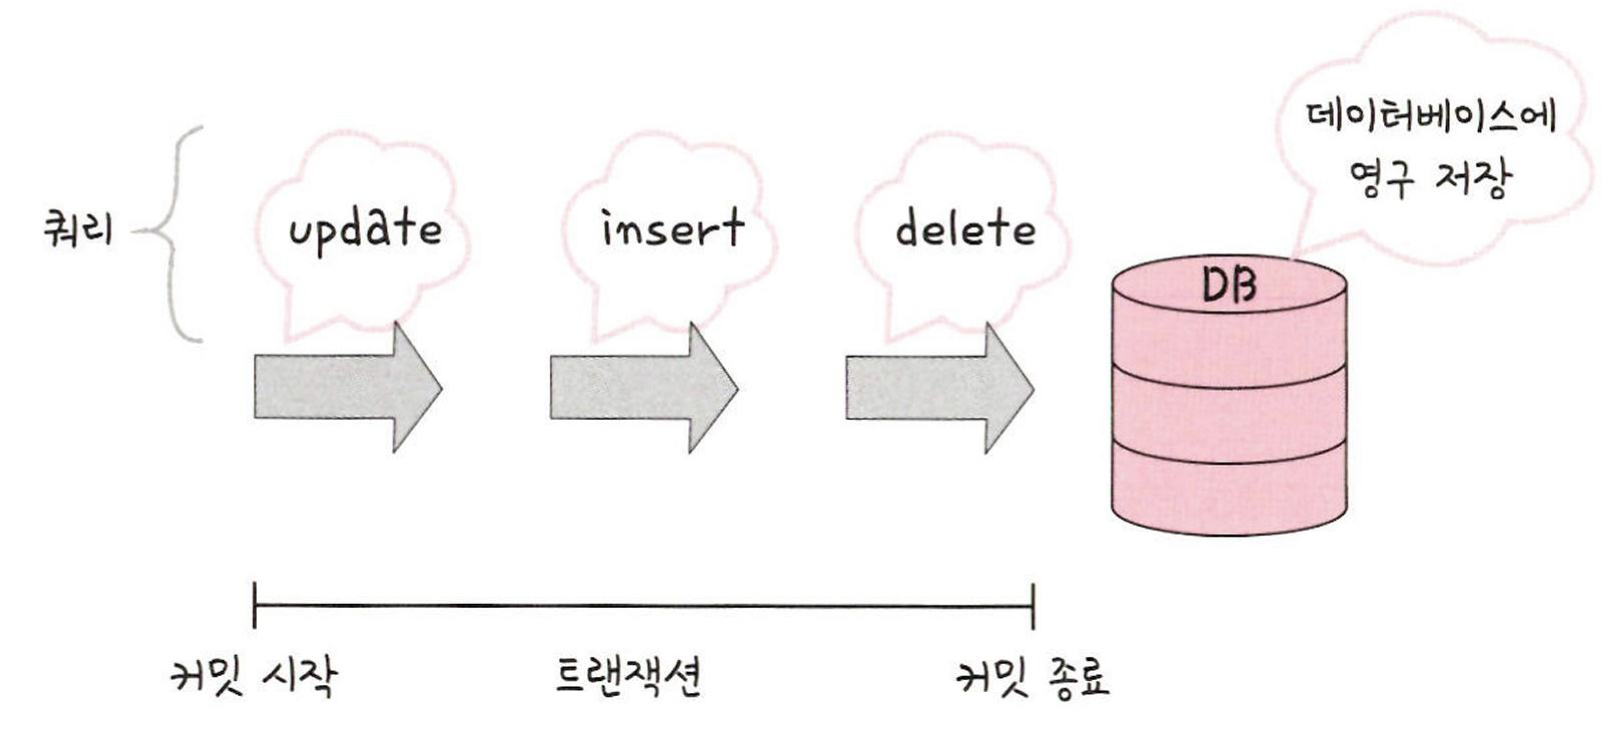 데이터베이스에
영구 저장
쿼리
update
insert
delete
DB
커밋 시작
트랜잭션
커밋 종료